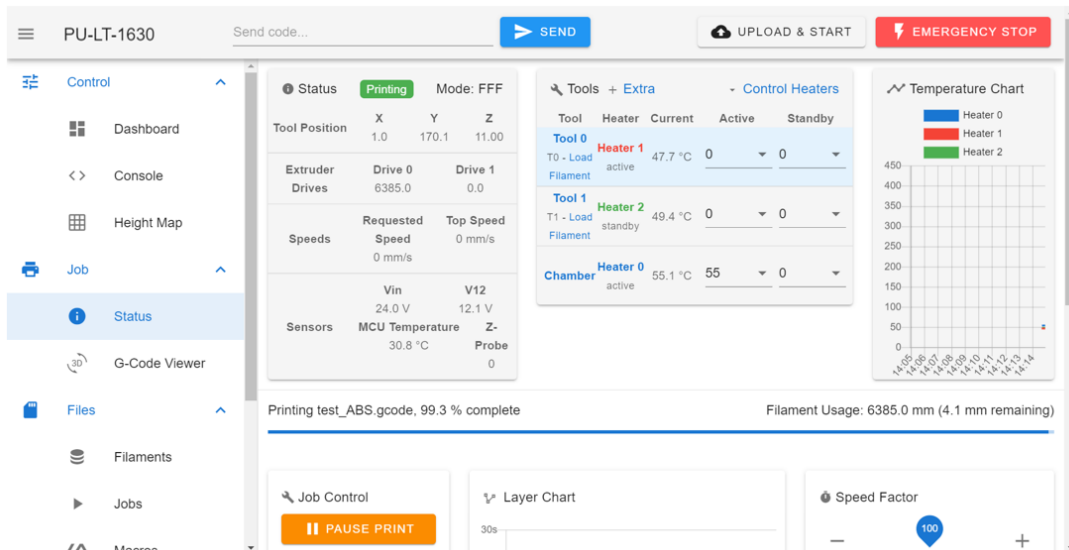 PU-LT-1630
Send code...
SEND
UPLOAD & START
EMERGENCY STOP
Control
Dashboard
Console
Height Map
Job
Status
3D
G-Code Viewer
Files
Filaments
Jobs
Macros
Status
Printing
Mode: FFF
Tool Position
X Y Z
1.0 170.1 11.00
Extruder Drives
Drive 0 Drive 1
6385.0 0.0
Speeds
Requested Speed
0 mm/s
Top Speed
0 mm/s
Sensors
Vin V12
24.0 V 12.1 V
MCU Temperature
30.8 °C
Z-Probe
0
Tools + Extra
Control Heaters
Tool Heater Current Active Standby
Tool 0
T0 - Load Filament
Heater 1
active
47.7 °C 0 0
Tool 1
T1 - Load Filament
Heater 2
standby
49.4 °C 0 0
Chamber
Heater 0
active
55.1 °C 55 0
Temperature Chart
Heater 0
Heater 1
Heater 2
450
400
350
300
250
200
150
100
50
0
14:05 14:06 14:07 14:08 14:09 14:10 14:11 14:12 14:13 14:14
Printing test_ABS.gcode, 99.3 % complete
Filament Usage: 6385.0 mm (4.1 mm remaining)
Job Control
PAUSE PRINT
Layer Chart
30s
Speed Factor
100